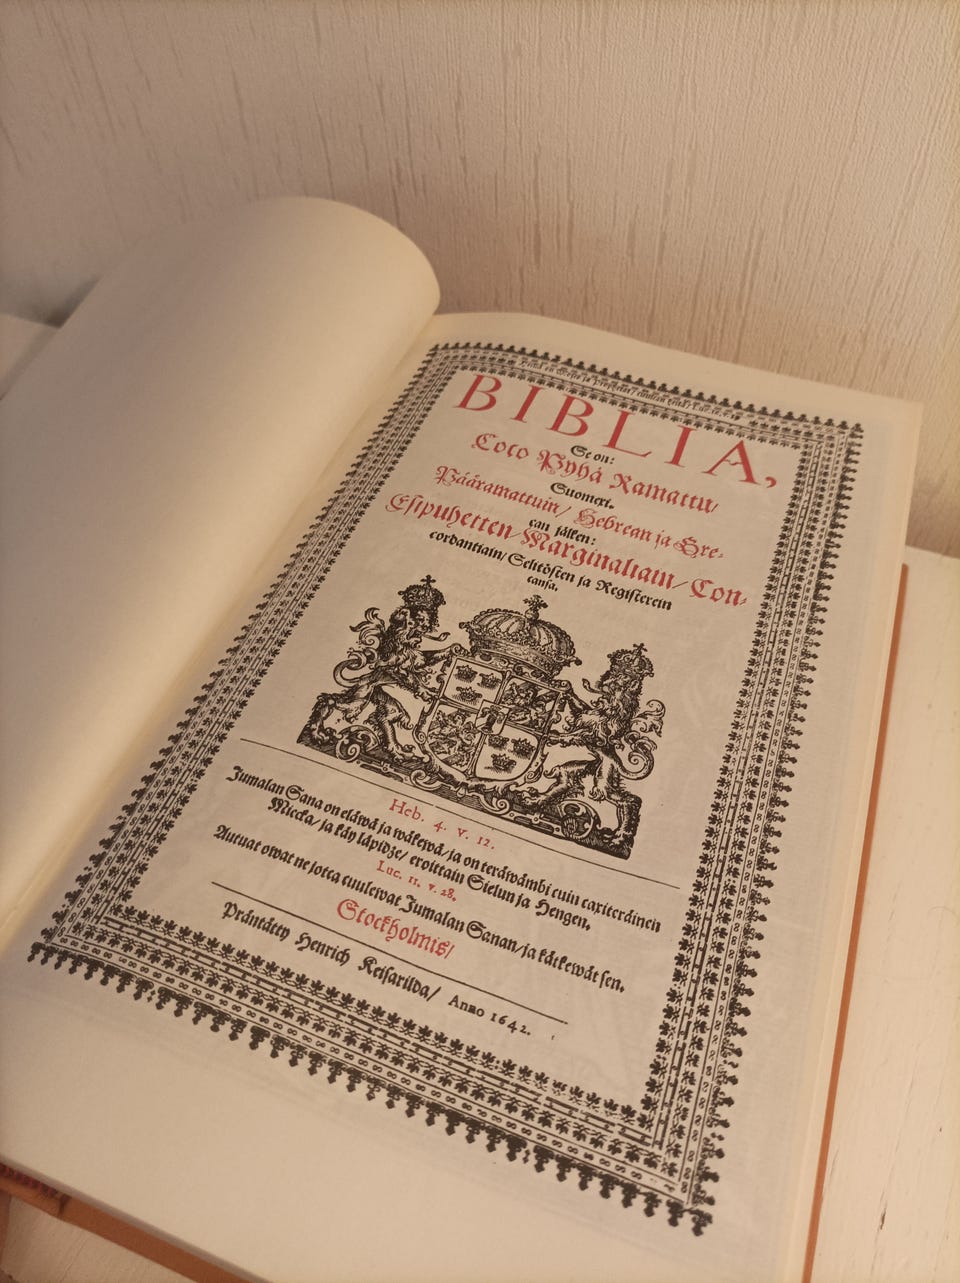 BIBLIA,
Se on:
Coco Pyhä Ramattu/
Suomexi.
Pääramattuin/ Hebrean ja Gre-
can jälken:
Esipuhetten/ Marginaliain/ Con-
cordantiain/ Selitösten ja Registerein
cansa.
Heb. 4. v. 12.
Jumalan Sana on eläwä ja wäkewä/ ja on teräwämbi cuin caxiteräinen
Miecka/ ja käy läpidze/ eroittain Sielun ja Hengen.
Luc. 11. v. 28.
Autuat owat ne jotca cuulewat Jumalan Sanan/ ja kätkewät sen.
Stockholmis/
Präntätty Henrich Keisarilda/ Anno 1642.